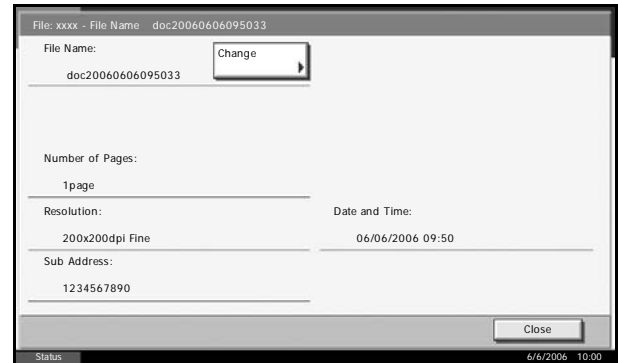 File: xxxx - File Name doc20060606095033
File Name:
Change
doc20060606095033
Number of Pages:
1page
Resolution:
Date and Time:
200x200dpi Fine
06/06/2006 09:50
Sub Address:
1234567890
Close
Status
6/6/2006 10:00